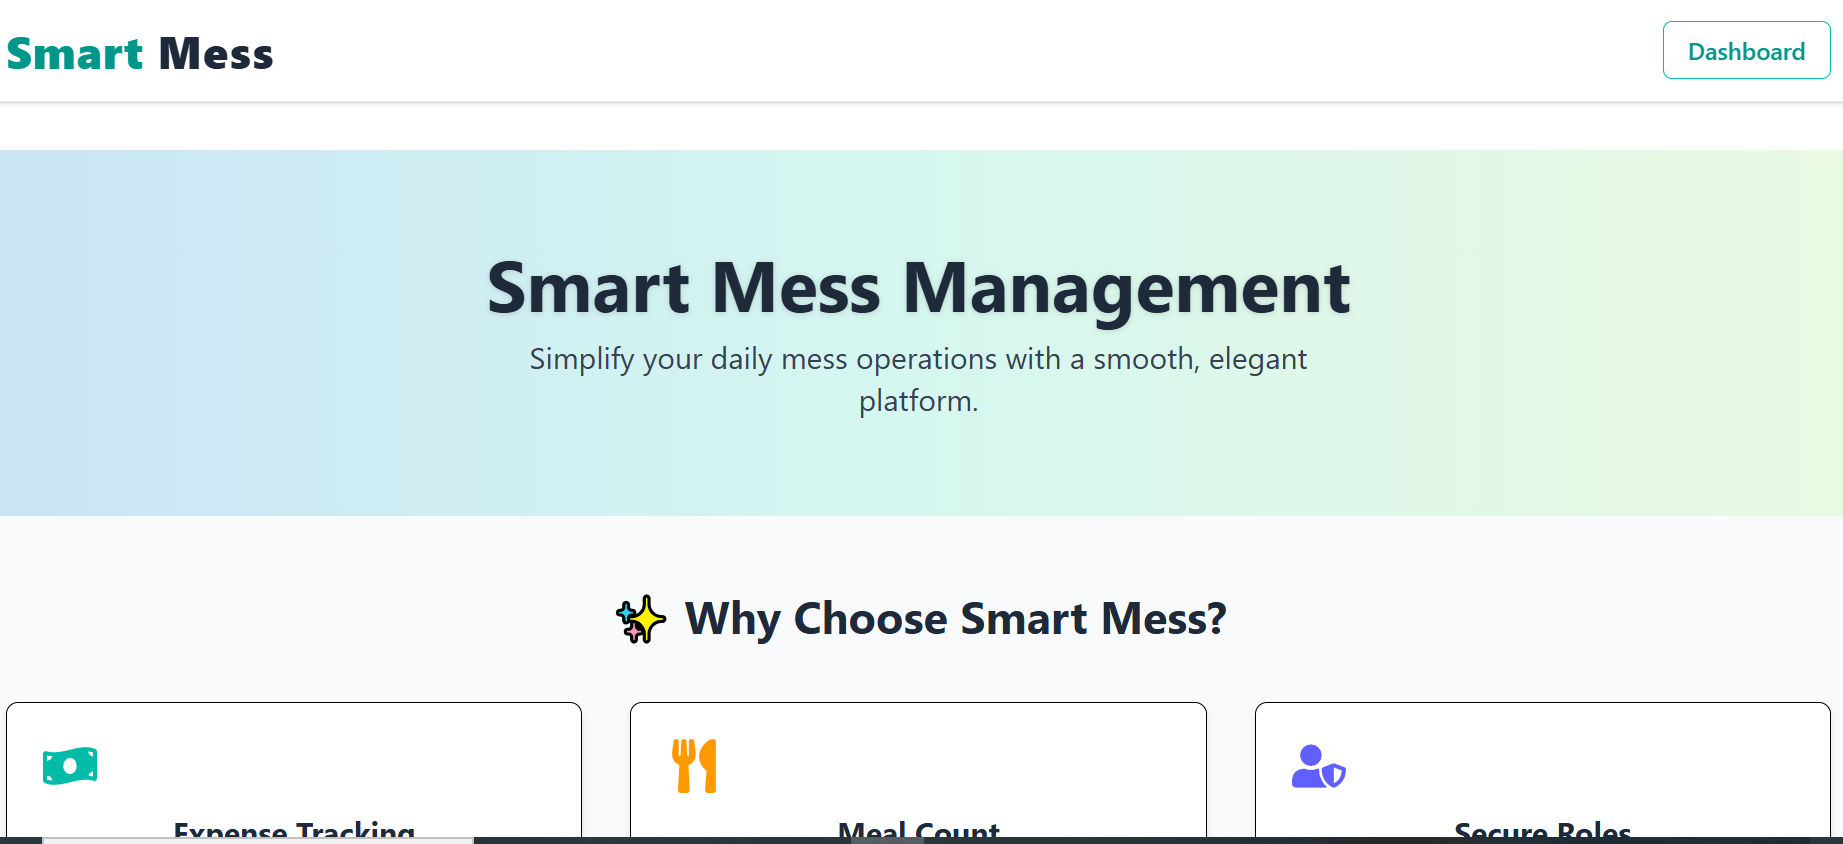 Smart Mess
Dashboard
Smart Mess Management
Simplify your daily mess operations with a smooth, elegant
platform.
✨ Why Choose Smart Mess?
Expense Tracking
Meal Count
Secure Roles